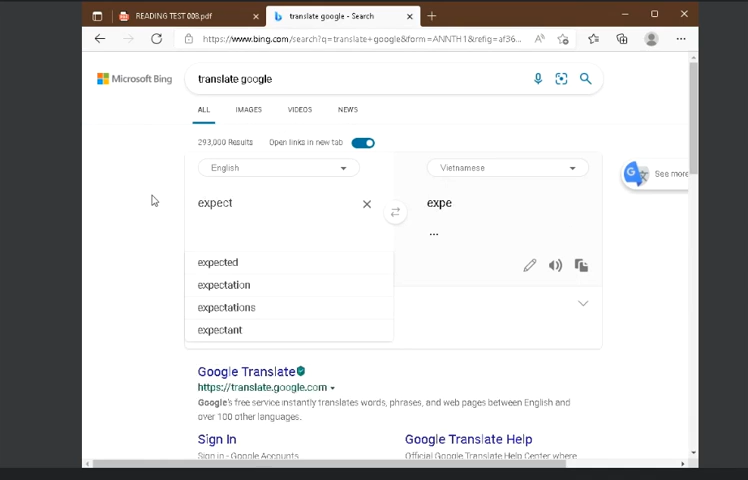 READING TEST 008.pdf
translate google - Search
https://www.bing.com/search?q=translate+google&form=ANNTH1&refig=af36...
Microsoft Bing
translate google
ALL IMAGES VIDEOS NEWS
293,000 Results Open links in new tab
English
Vietnamese
See more
expect
expe
...
expected
expectation
expectations
expectant
Google Translate
https://translate.google.com
Google's free service instantly translates words, phrases, and web pages between English and
over 100 other languages.
Sign In
Google Translate Help
Sign in - Google Accounts
Official Google Translate Help Center where